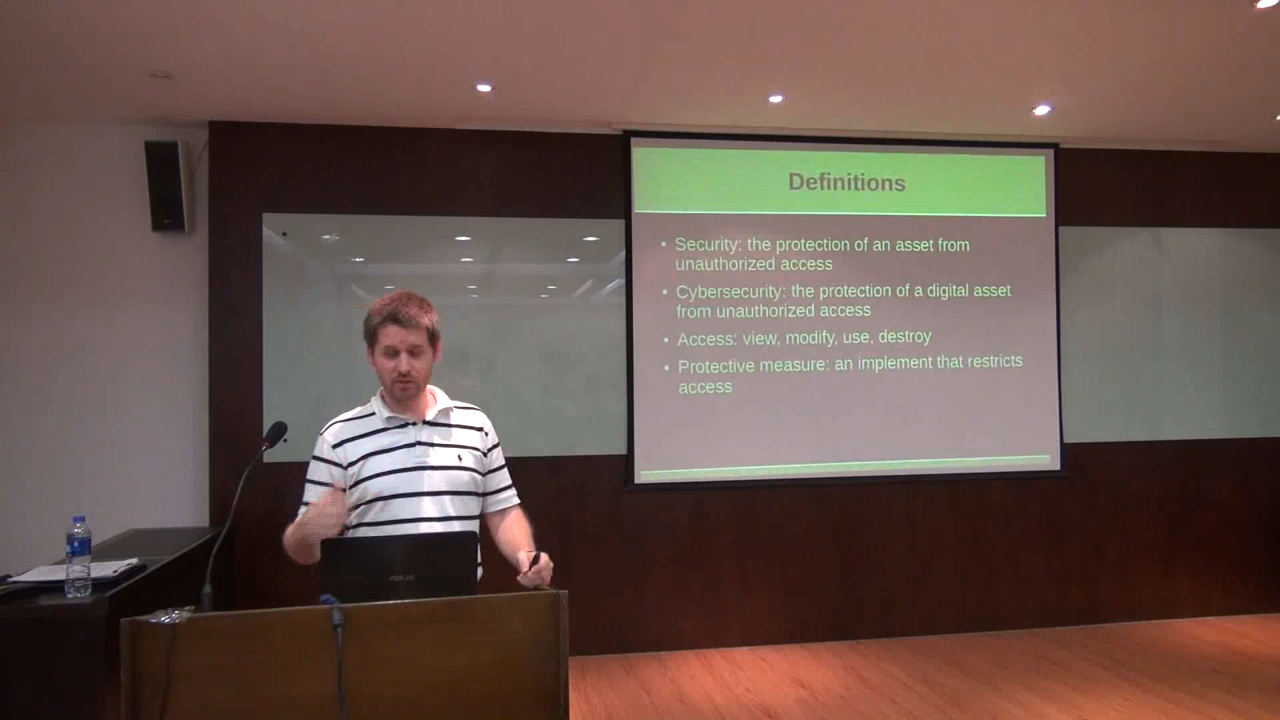 Definitions
• Security: the protection of an asset from
unauthorized access
• Cybersecurity: the protection of a digital asset
from unauthorized access
• Access: view, modify, use, destroy
• Protective measure: an implement that restricts
access
ASUS